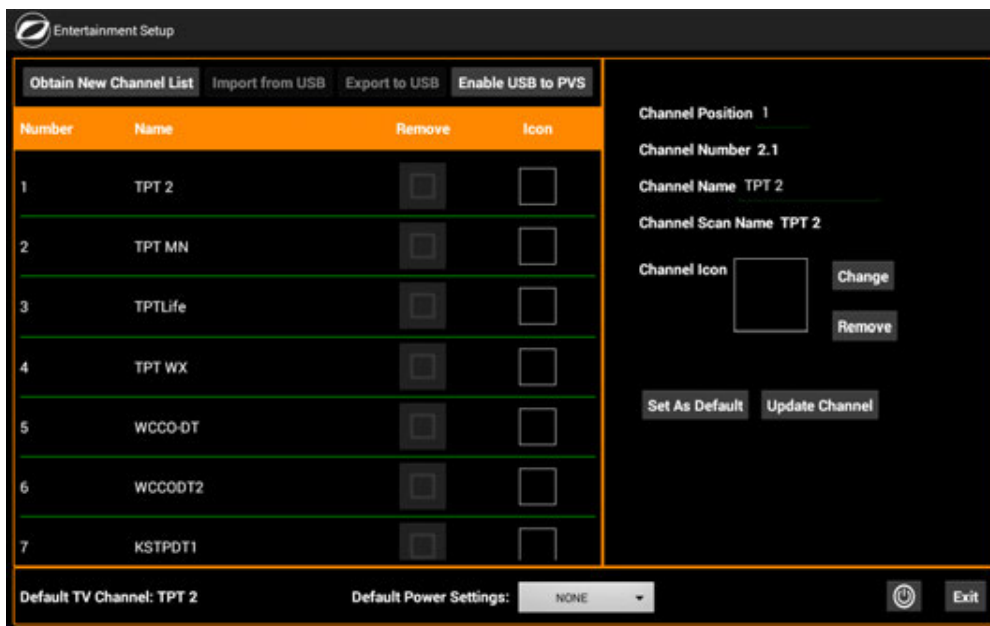 Entertainment Setup
Obtain New Channel List Import from USB Export to USB Enable USB to PVS
Number Name Remove Icon
1 TPT 2
2 TPT MN
3 TPTLife
4 TPT WX
5 WCCO-DT
6 WCCODT2
7 KSTPDT1
Channel Position 1
Channel Number 2.1
Channel Name TPT 2
Channel Scan Name TPT 2
Channel Icon Change
Remove
Set As Default Update Channel
Default TV Channel: TPT 2 Default Power Settings: NONE Exit